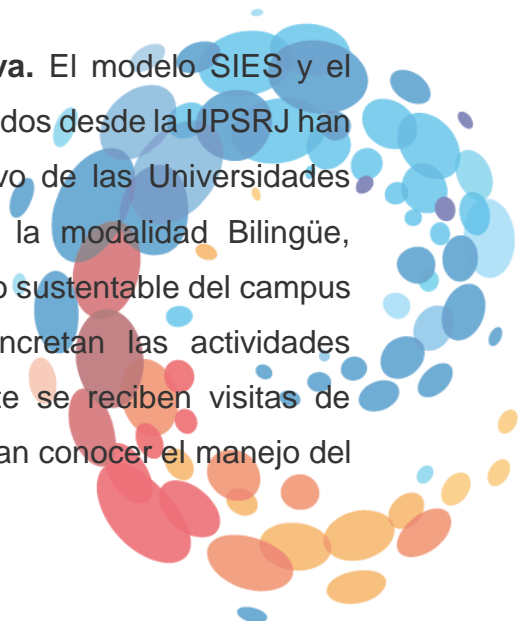 va. El modelo SIES y el
dos desde la UPSRJ han
vo de las Universidades
la modalidad Bilingüe,
o sustentable del campus
ncretan las actividades
te se reciben visitas de
an conocer el manejo del